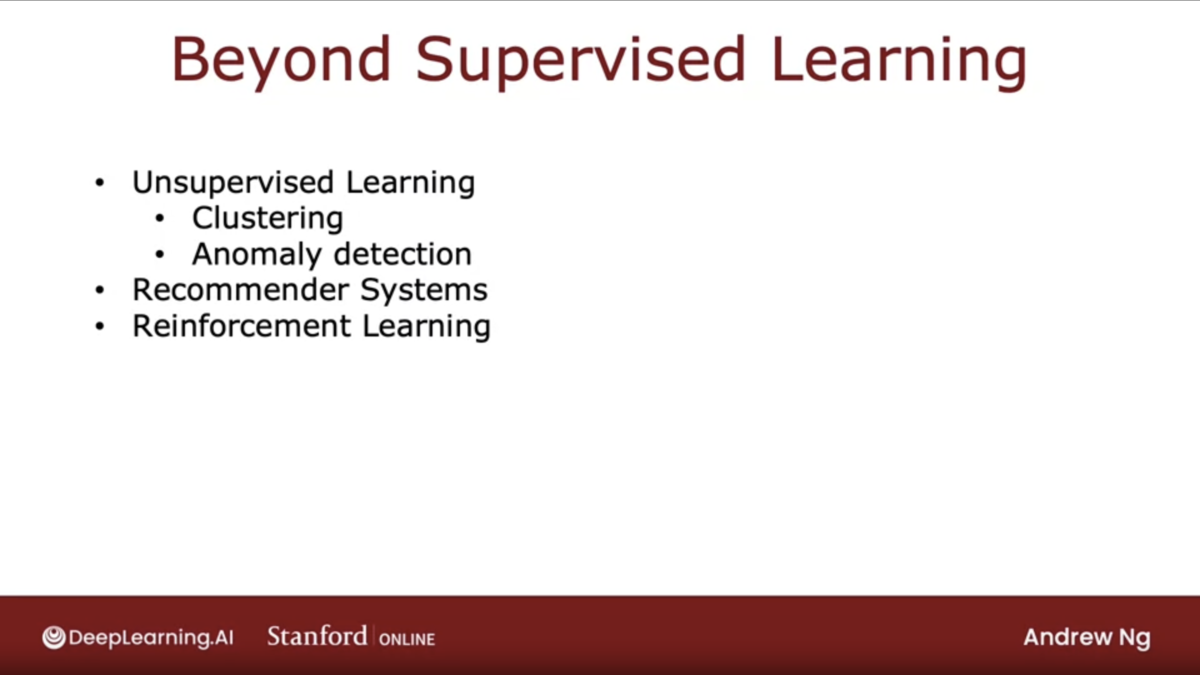 Beyond Supervised Learning
• Unsupervised Learning
• Clustering
• Anomaly detection
• Recommender Systems
• Reinforcement Learning
DeepLearning.AI Stanford ONLINE Andrew Ng